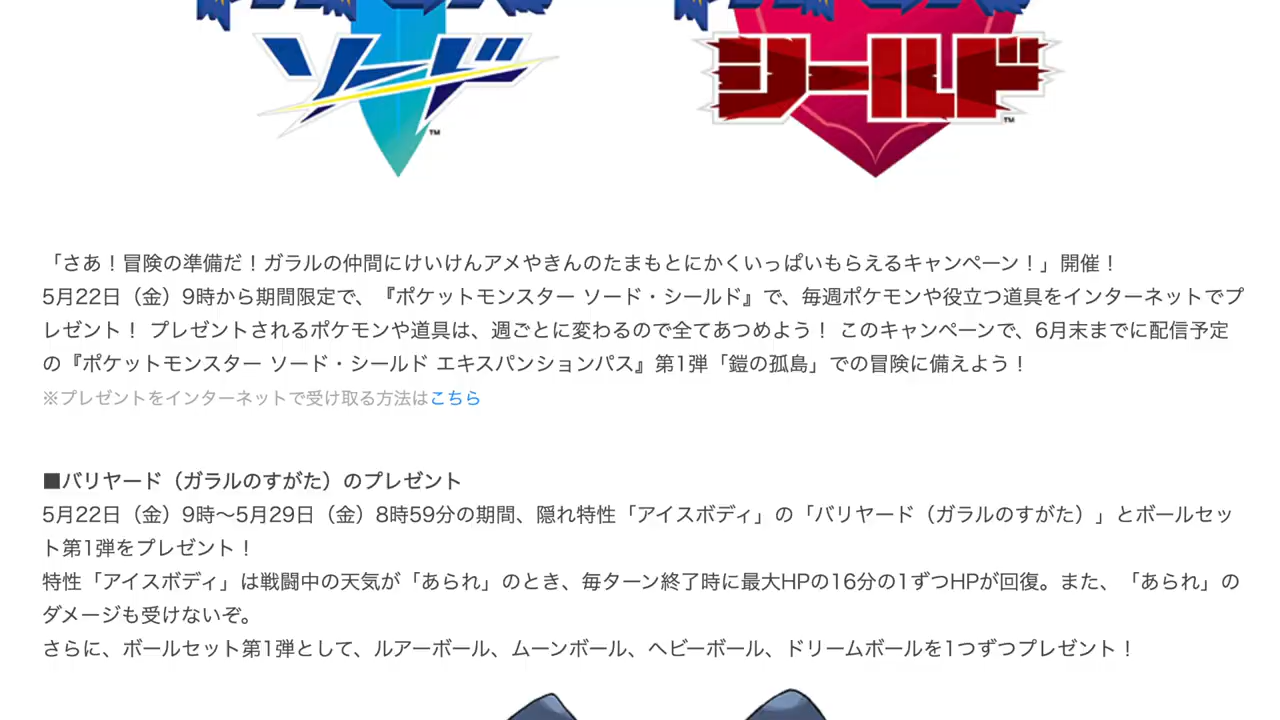 ソード
シールド
TM
TM
「さあ！冒険の準備だ！ガラルの仲間にけいけんアメやきんのたまもとにかくいっぱいもらえるキャンペーン！」開催！
5月22日（金）9時から期間限定で、『ポケットモンスター ソード・シールド』で、毎週ポケモンや役立つ道具をインターネットでプ
レゼント！ プレゼントされるポケモンや道具は、週ごとに変わるので全てあつめよう！ このキャンペーンで、6月末までに配信予定
の『ポケットモンスター ソード・シールド エキスパンションパス』第1弾「鎧の孤島」での冒険に備えよう！
※プレゼントをインターネットで受け取る方法はこちら
■バリヤード（ガラルのすがた）のプレゼント
5月22日（金）9時〜5月29日（金）8時59分の期間、隠れ特性「アイスボディ」の「バリヤード（ガラルのすがた）」とボールセッ
ト第1弾をプレゼント！
特性「アイスボディ」は戦闘中の天気が「あられ」のとき、毎ターン終了時に最大HPの16分の1ずつHPが回復。また、「あられ」の
ダメージも受けないぞ。
さらに、ボールセット第1弾として、ルアーボール、ムーンボール、ヘビーボール、ドリームボールを1つずつプレゼント！